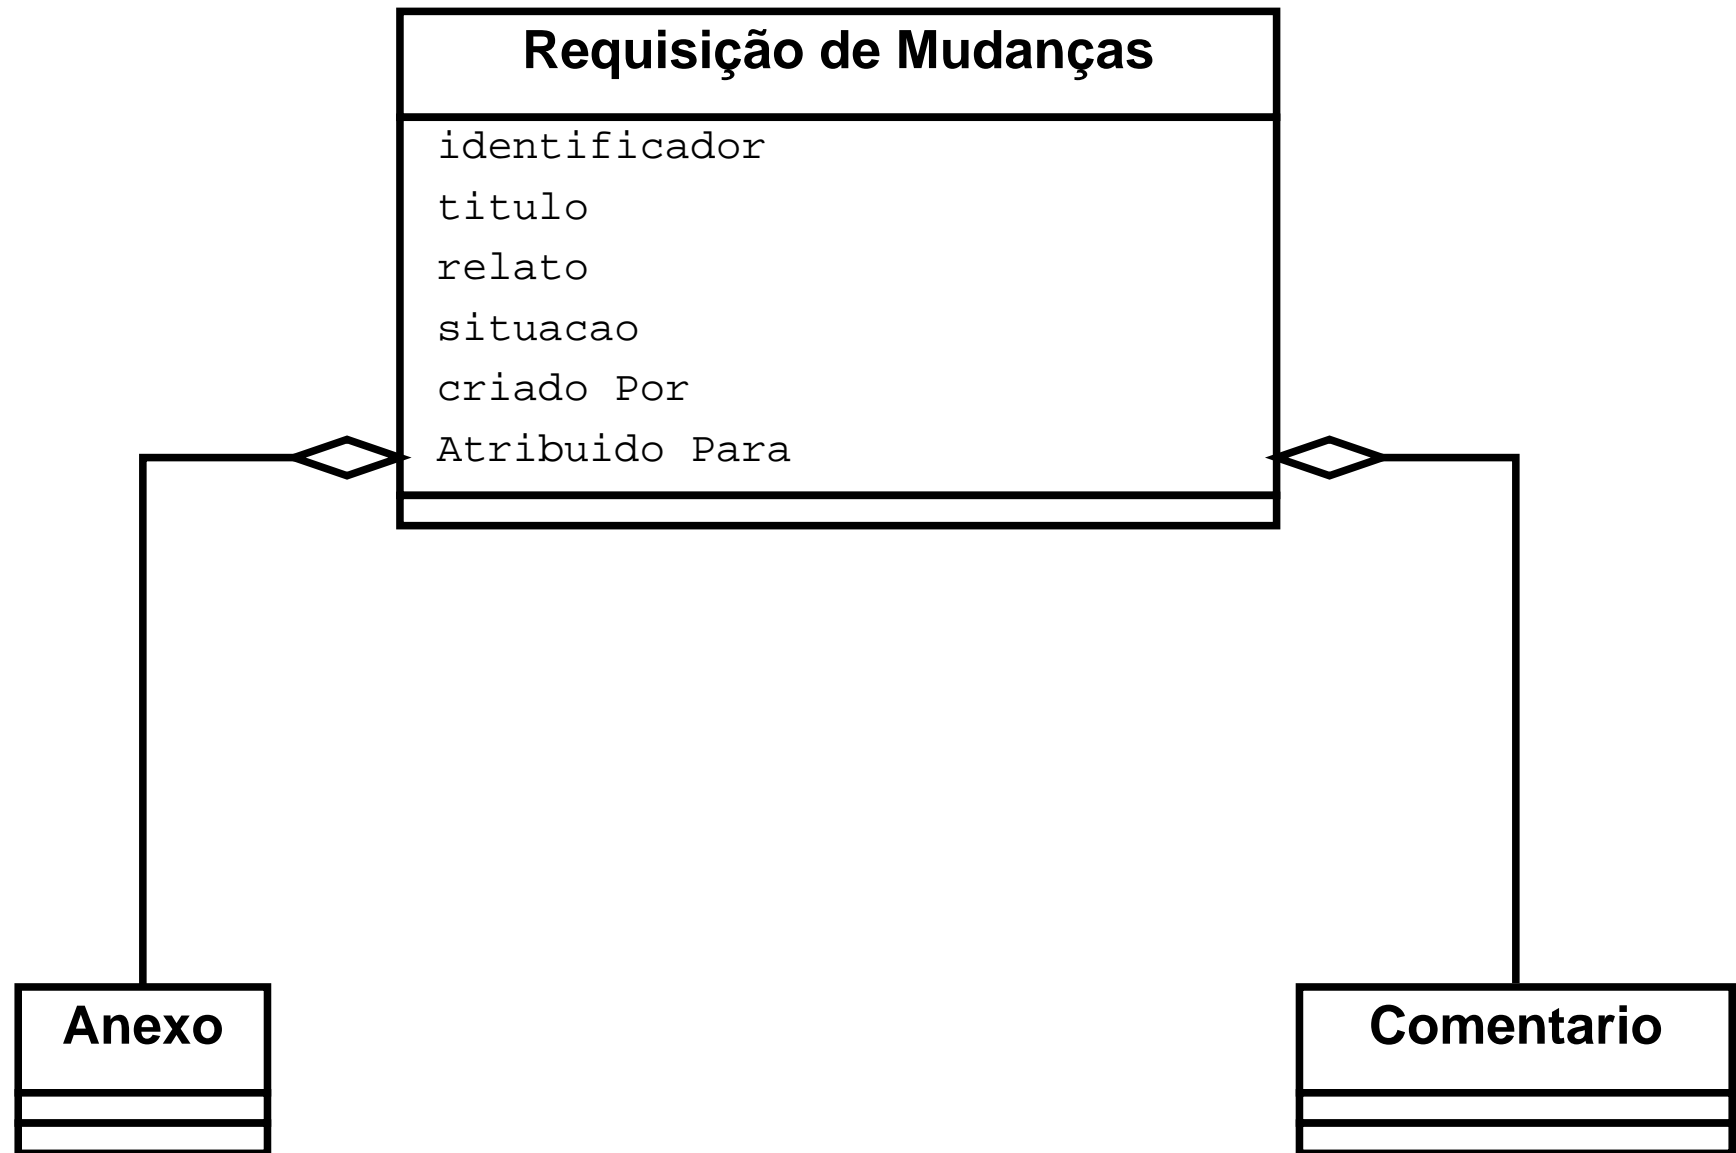 Requisição de Mudanças
identificador
titulo
relato
situacao
criado Por
Atribuido Para
Anexo
Comentario